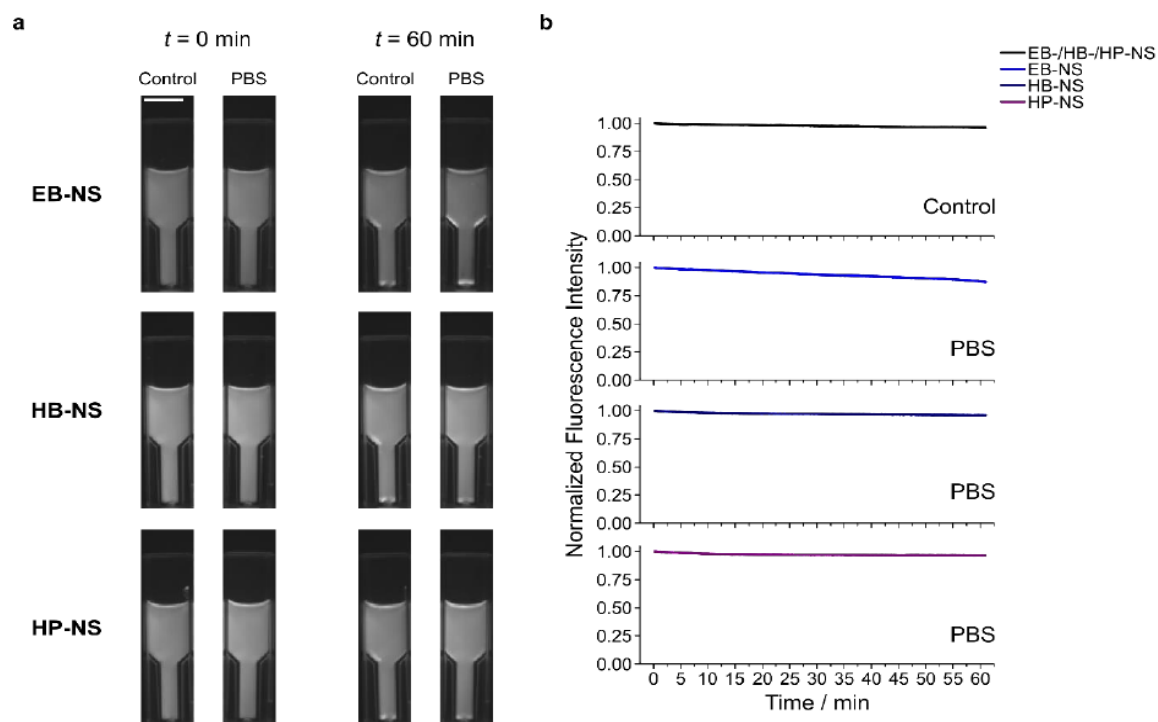 a
t = 0 min
t = 60 min
Control
PBS
Control
PBS
EB-NS
HB-NS
HP-NS
b
EB-/HB-/HP-NS
EB-NS
HB-NS
HP-NS
Normalized Fluorescence Intensity
1.00
0.75
0.50
0.25
0.00
Control
1.00
0.75
0.50
0.25
0.00
PBS
1.00
0.75
0.50
0.25
0.00
PBS
1.00
0.75
0.50
0.25
0.00
PBS
0 5 10 15 20 25 30 35 40 45 50 55 60
Time / min